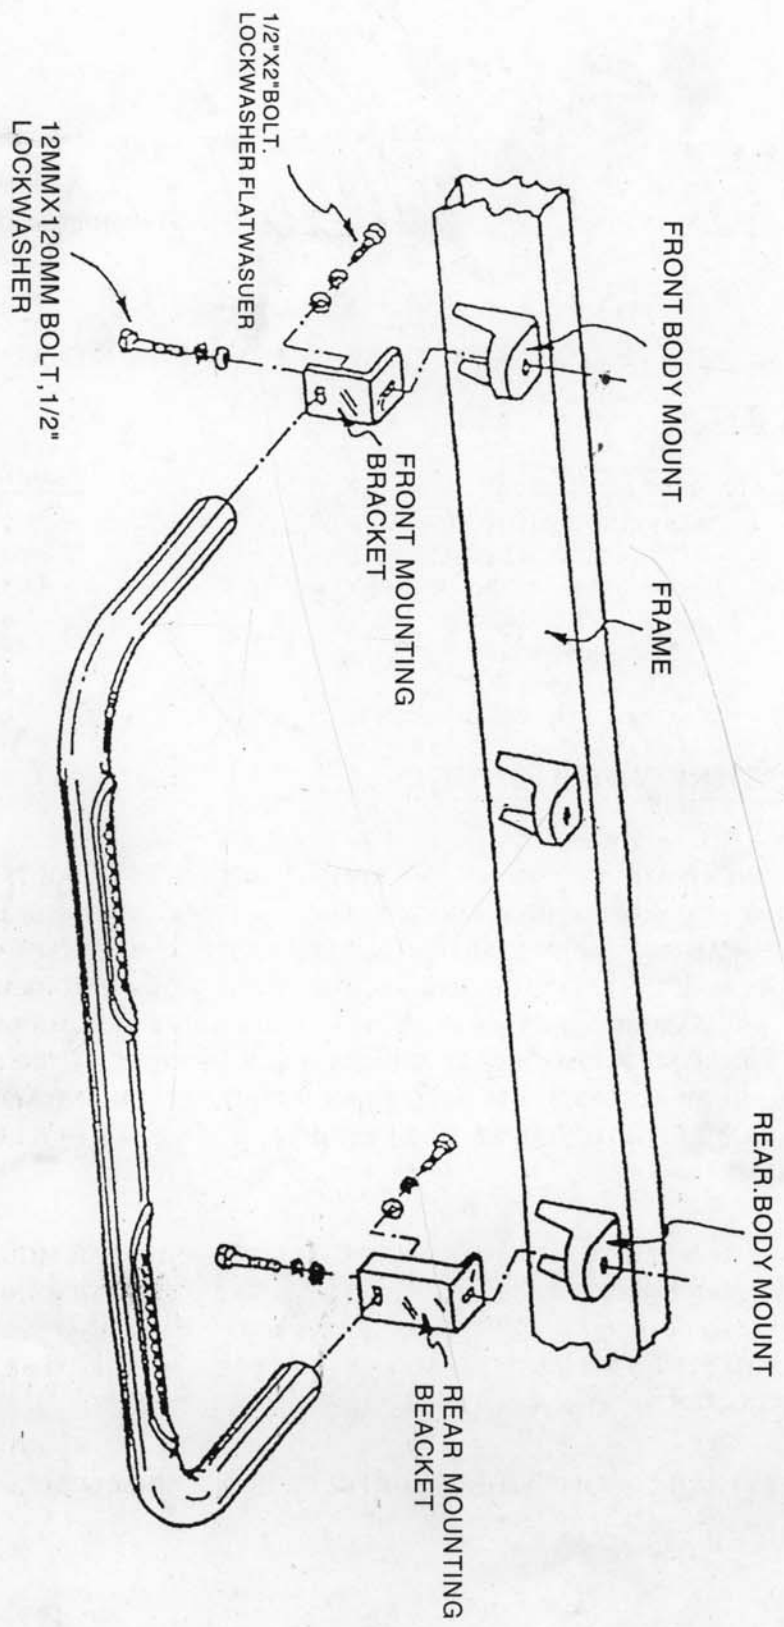 FRONT BODY MOUNT
FRAME
REAR.BODY MOUNT
1/2"X2"BOLT.
LOCKWASHER FLATWASUER
FRONT MOUNTING
BRACKET
12MMX120MM BOLT,1/2"
LOCKWASHER
REAR MOUNTING
BEACKET